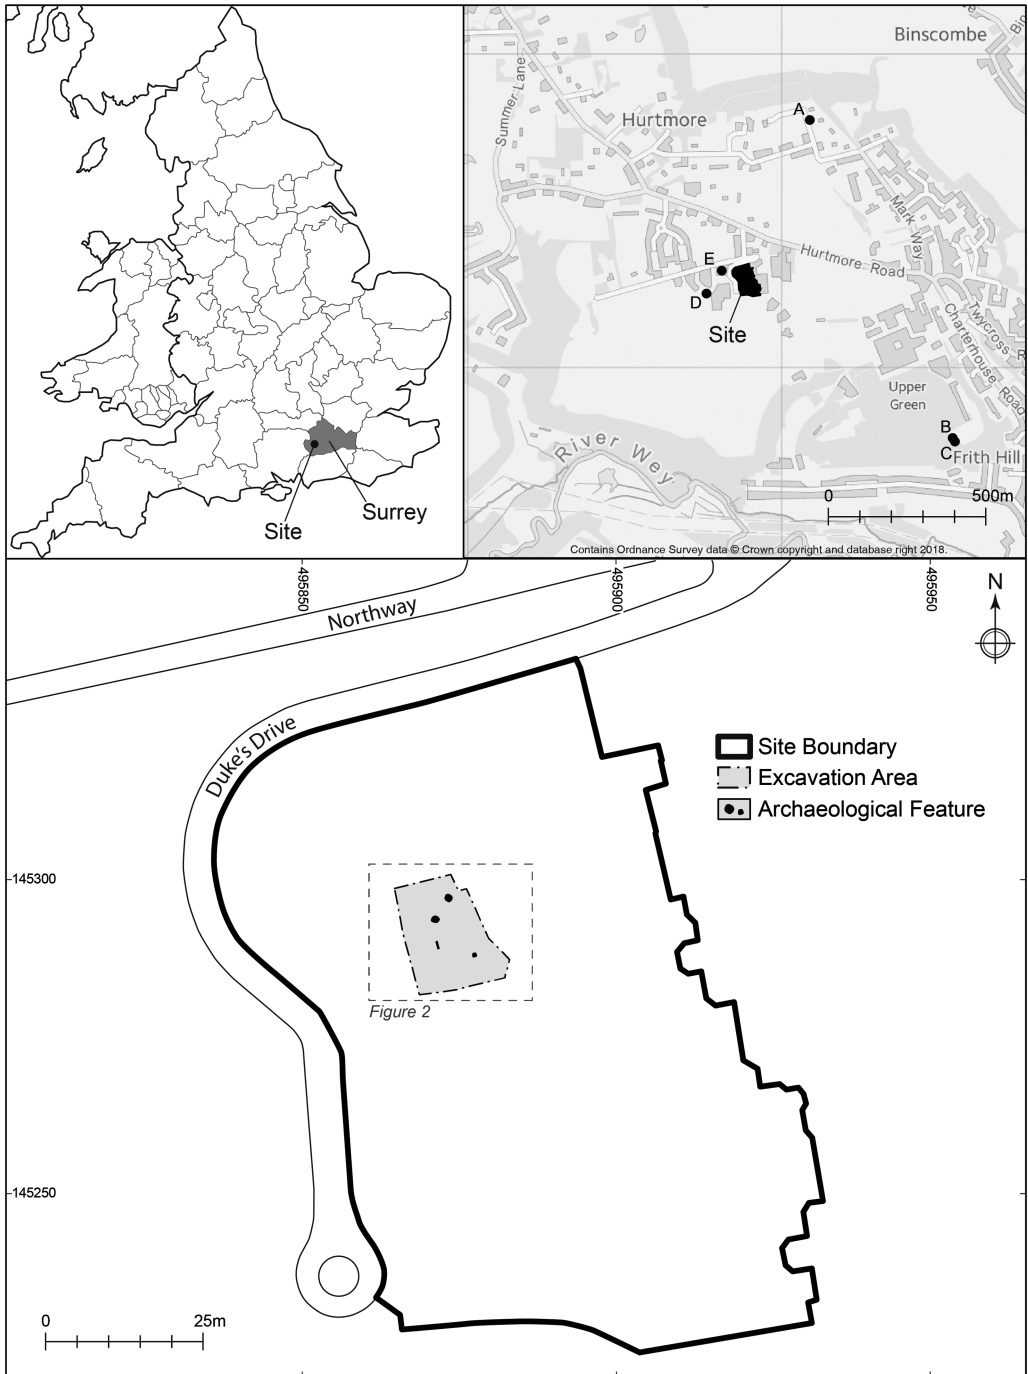 Site
Surrey
Binscombe
Summer Lane
Hurtmore
A
Mark Way
Hurtmore Road
E
D
Site
Twycross R
Charterhouse Road
Upper
Green
B
C
Frith Hill
River Wey
0 500m
Contains Ordnance Survey data © Crown copyright and database right 2018.
495850
495900
495950
Northway
N
Duke's Drive
Site Boundary
Excavation Area
Archaeological Feature
145300
Figure 2
145250
0 25m